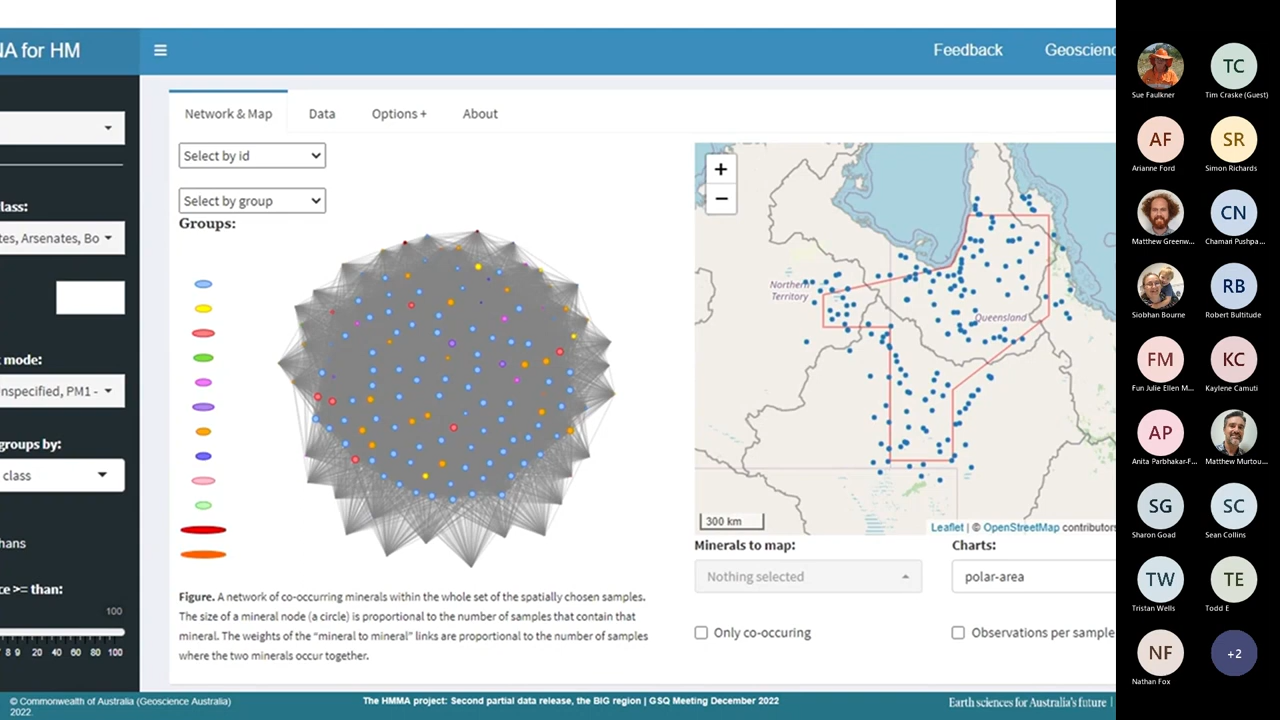 NA for HM
Feedback
Geoscienc
lass:
tes, Arsenates, Bo
k mode:
nspecified, PM1 -
groups by:
class
hans
ce >= than:
100
8 9 20 40 60 80 100
Network & Map
Data
Options +
About
Select by id
Select by group
Groups:
+
−
Northern
Territory
Queensland
300 km
Leaflet | © OpenStreetMap contributors
Minerals to map:
Charts:
Nothing selected
polar-area
Only co-occuring
Observations per sample
Figure. A network of co-occurring minerals within the whole set of the spatially chosen samples.
The size of a mineral node (a circle) is proportional to the number of samples that contain that
mineral. The weights of the “mineral to mineral” links are proportional to the number of samples
where the two minerals occur together.
© Commonwealth of Australia (Geoscience Australia)
2022.
The HMMA project: Second partial data release, the BIG region | GSQ Meeting December 2022
Earth sciences for Australia's future |
Sue Faulkner
TC
Tim Craske (Guest)
AF
Arianne Ford
SR
Simon Richards
Matthew Greenw...
CN
Chamari Pushpa...
Siobhan Bourne
RB
Robert Bultitude
FM
Fun Julie Ellen M...
KC
Kaylene Camuti
AP
Anita Parbhakar-F...
Matthew Murtou...
SG
Sharon Goad
SC
Sean Collins
TW
Tristan Wells
TE
Todd E
NF
Nathan Fox
+2